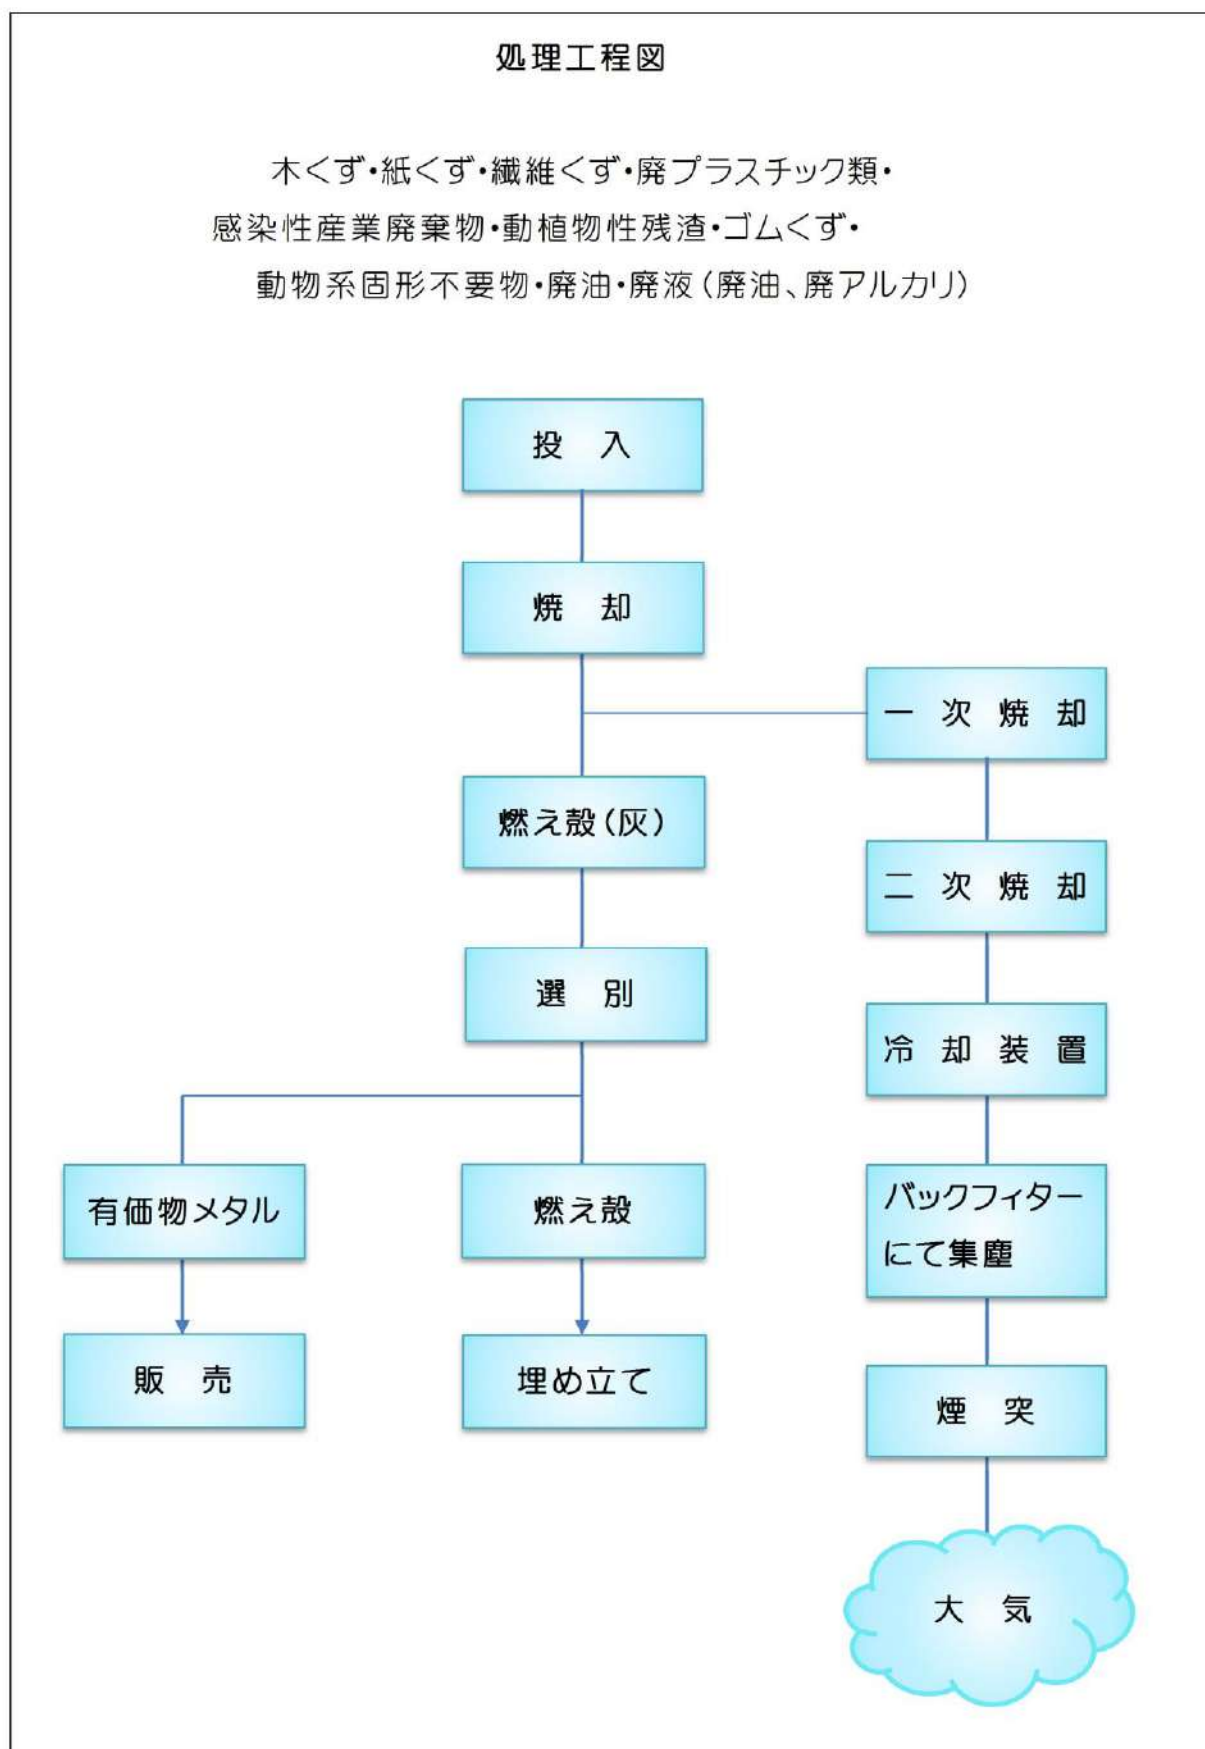 処理工程図
木くず・紙くず・繊維くず・廃プラスチック類・
感染性産業廃棄物・動植物性残渣・ゴムくず・
動物系固形不要物・廃油・廃液(廃油、廃アルカリ)
投 入
焼 却
一 次 焼 却
燃え殻(灰)
二 次 焼 却
選 別
冷 却 装 置
有価物メタル
燃え殻
バックフィター
にて集塵
販 売
埋め立て
煙 突
大 気